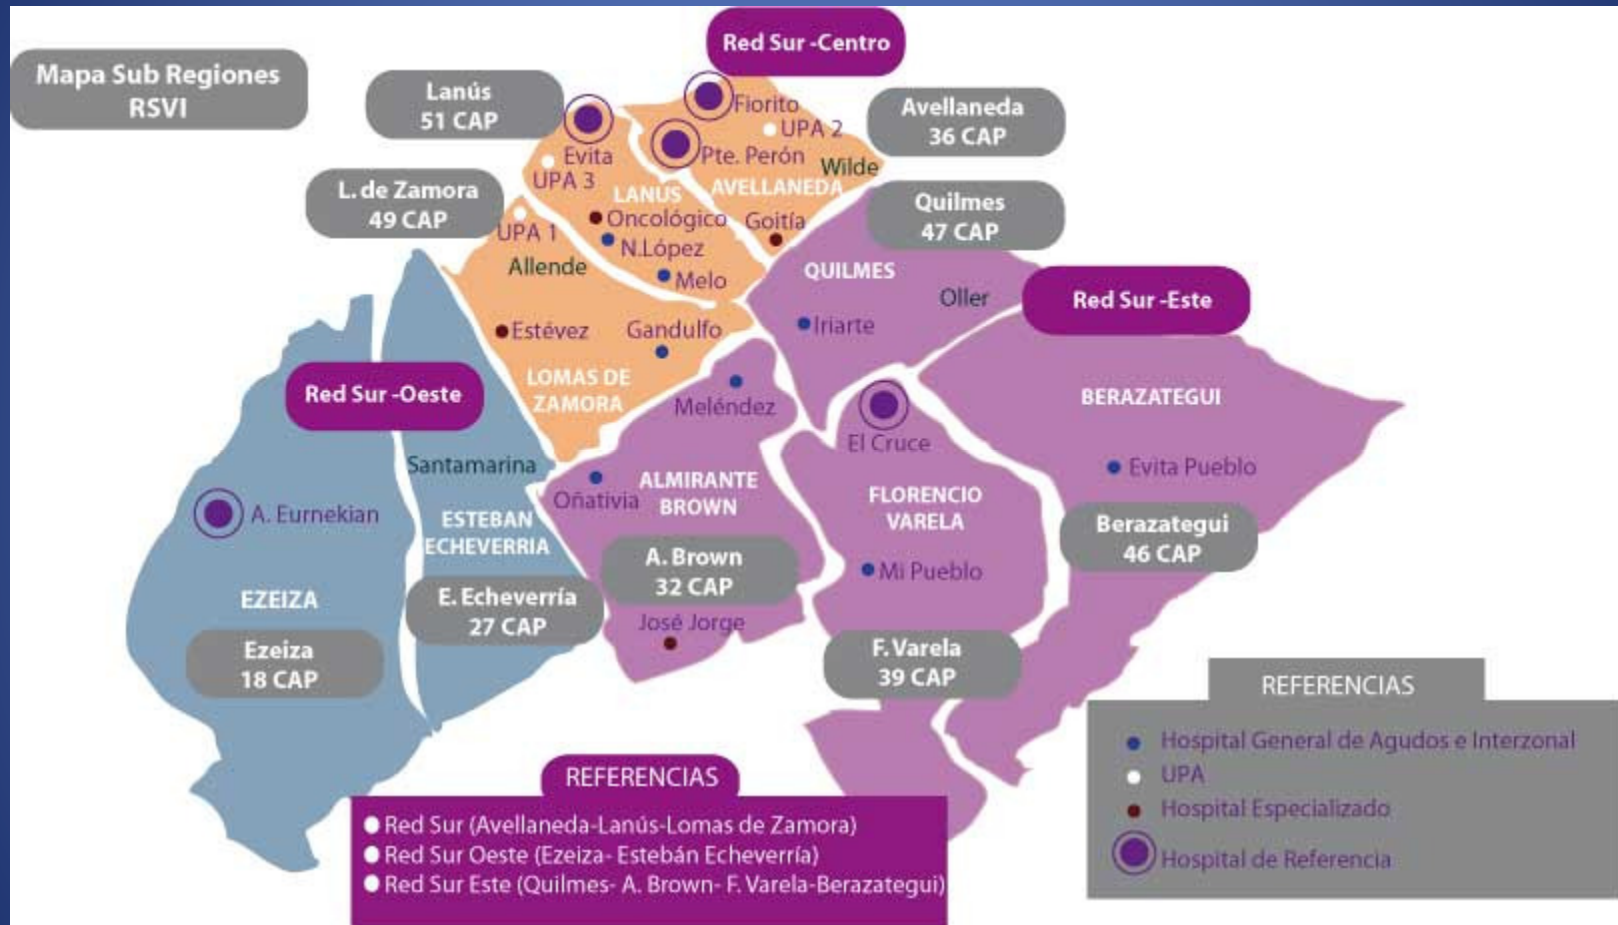 Mapa Sub Regiones
RSVI
Red Sur -Centro
Lanús
51 CAP
Avellaneda
36 CAP
Fiorito
UPA 2
Evita
Pte. Perón
Wilde
UPA 3
LANÚS
AVELLANEDA
L. de Zamora
49 CAP
Quilmes
47 CAP
Oncológico
Goitía
UPA 1
N.López
Allende
Melo
QUILMES
Oller
Red Sur -Este
Iriarte
Estévez
Gandulfo
LOMAS DE
ZAMORA
Red Sur -Oeste
Meléndez
BERAZATEGUI
El Cruce
Santamarina
Evita Pueblo
Oñativia
ALMIRANTE
BROWN
FLORENCIO
VARELA
A. Eurnekian
ESTEBAN
ECHEVERRIA
Berazategui
46 CAP
A. Brown
32 CAP
Mi Pueblo
EZEIZA
E. Echeverría
27 CAP
José Jorge
Ezeiza
18 CAP
F. Varela
39 CAP
REFERENCIAS
Red Sur (Avellaneda-Lanús-Lomas de Zamora)
Red Sur Oeste (Ezeiza- Estebán Echeverría)
Red Sur Este (Quilmes- A. Brown- F. Varela-Berazategui)
REFERENCIAS
Hospital General de Agudos e Interzonal
UPA
Hospital Especializado
Hospital de Referencia